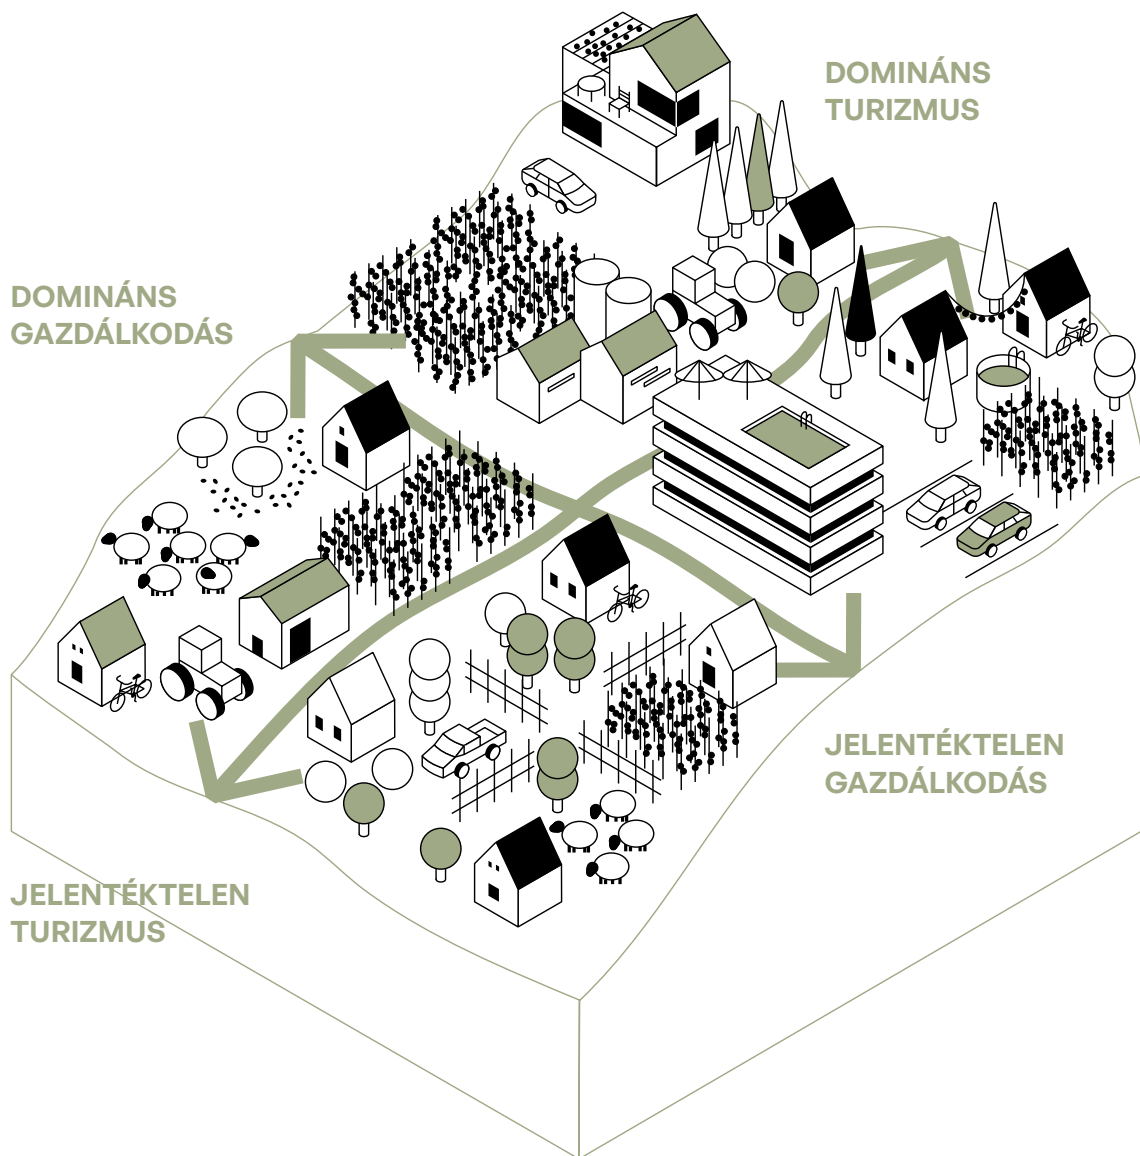 DOMINÁNS
TURIZMUS
DOMINÁNS
GAZDÁLKODÁS
JELENTÉKTELEN
GAZDÁLKODÁS
JELENTÉKTELEN
TURIZMUS